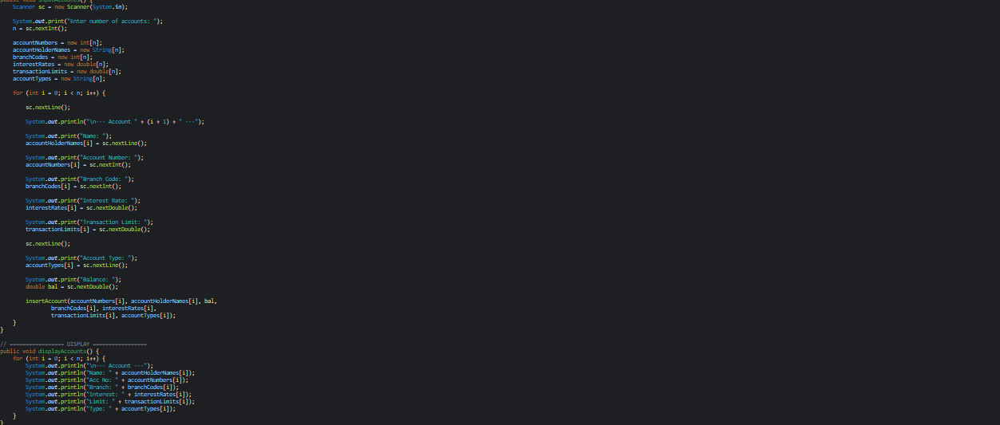 public void inputAccounts() {
Scanner sc = new Scanner(System.in);
System.out.print("Enter number of accounts: ");
n = sc.nextInt();
accountNumbers = new int[n];
accountHolderNames = new String[n];
branchCodes = new int[n];
interestRates = new double[n];
transactionLimits = new double[n];
accountTypes = new String[n];
for (int i = 0; i < n; i++) {
sc.nextLine();
System.out.println("\n--- Account " + (i + 1) + " ---");
System.out.print("Name: ");
accountHolderNames[i] = sc.nextLine();
System.out.print("Account Number: ");
accountNumbers[i] = sc.nextInt();
System.out.print("Branch Code: ");
branchCodes[i] = sc.nextInt();
System.out.print("Interest Rate: ");
interestRates[i] = sc.nextDouble();
System.out.print("Transaction Limit: ");
transactionLimits[i] = sc.nextDouble();
sc.nextLine();
System.out.print("Account Type: ");
accountTypes[i] = sc.nextLine();
System.out.print("Balance: ");
double bal = sc.nextDouble();
insertAccount(accountNumbers[i], accountHolderNames[i], bal,
branchCodes[i], interestRates[i],
transactionLimits[i], accountTypes[i]);
}
}
// ================= DISPLAY =================
public void displayAccounts() {
for (int i = 0; i < n; i++) {
System.out.println("\n--- Account ---");
System.out.println("Name: " + accountHolderNames[i]);
System.out.println("Acc No: " + accountNumbers[i]);
System.out.println("Branch: " + branchCodes[i]);
System.out.println("Interest: " + interestRates[i]);
System.out.println("Limit: " + transactionLimits[i]);
System.out.println("Type: " + accountTypes[i]);
}
}